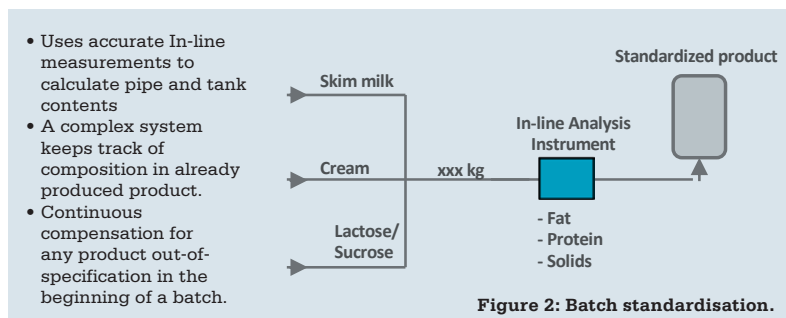 • Uses accurate In-line
measurements to
calculate pipe and tank
contents
• A complex system
keeps track of
composition in already
produced product.
• Continuous
compensation for
any product out-of-
specification in the
beginning of a batch.
Skim milk
Cream
Lactose/
Sucrose
xxx kg
In-line Analysis
Instrument
- Fat
- Protein
- Solids
Standardized product
Figure 2: Batch standardisation.